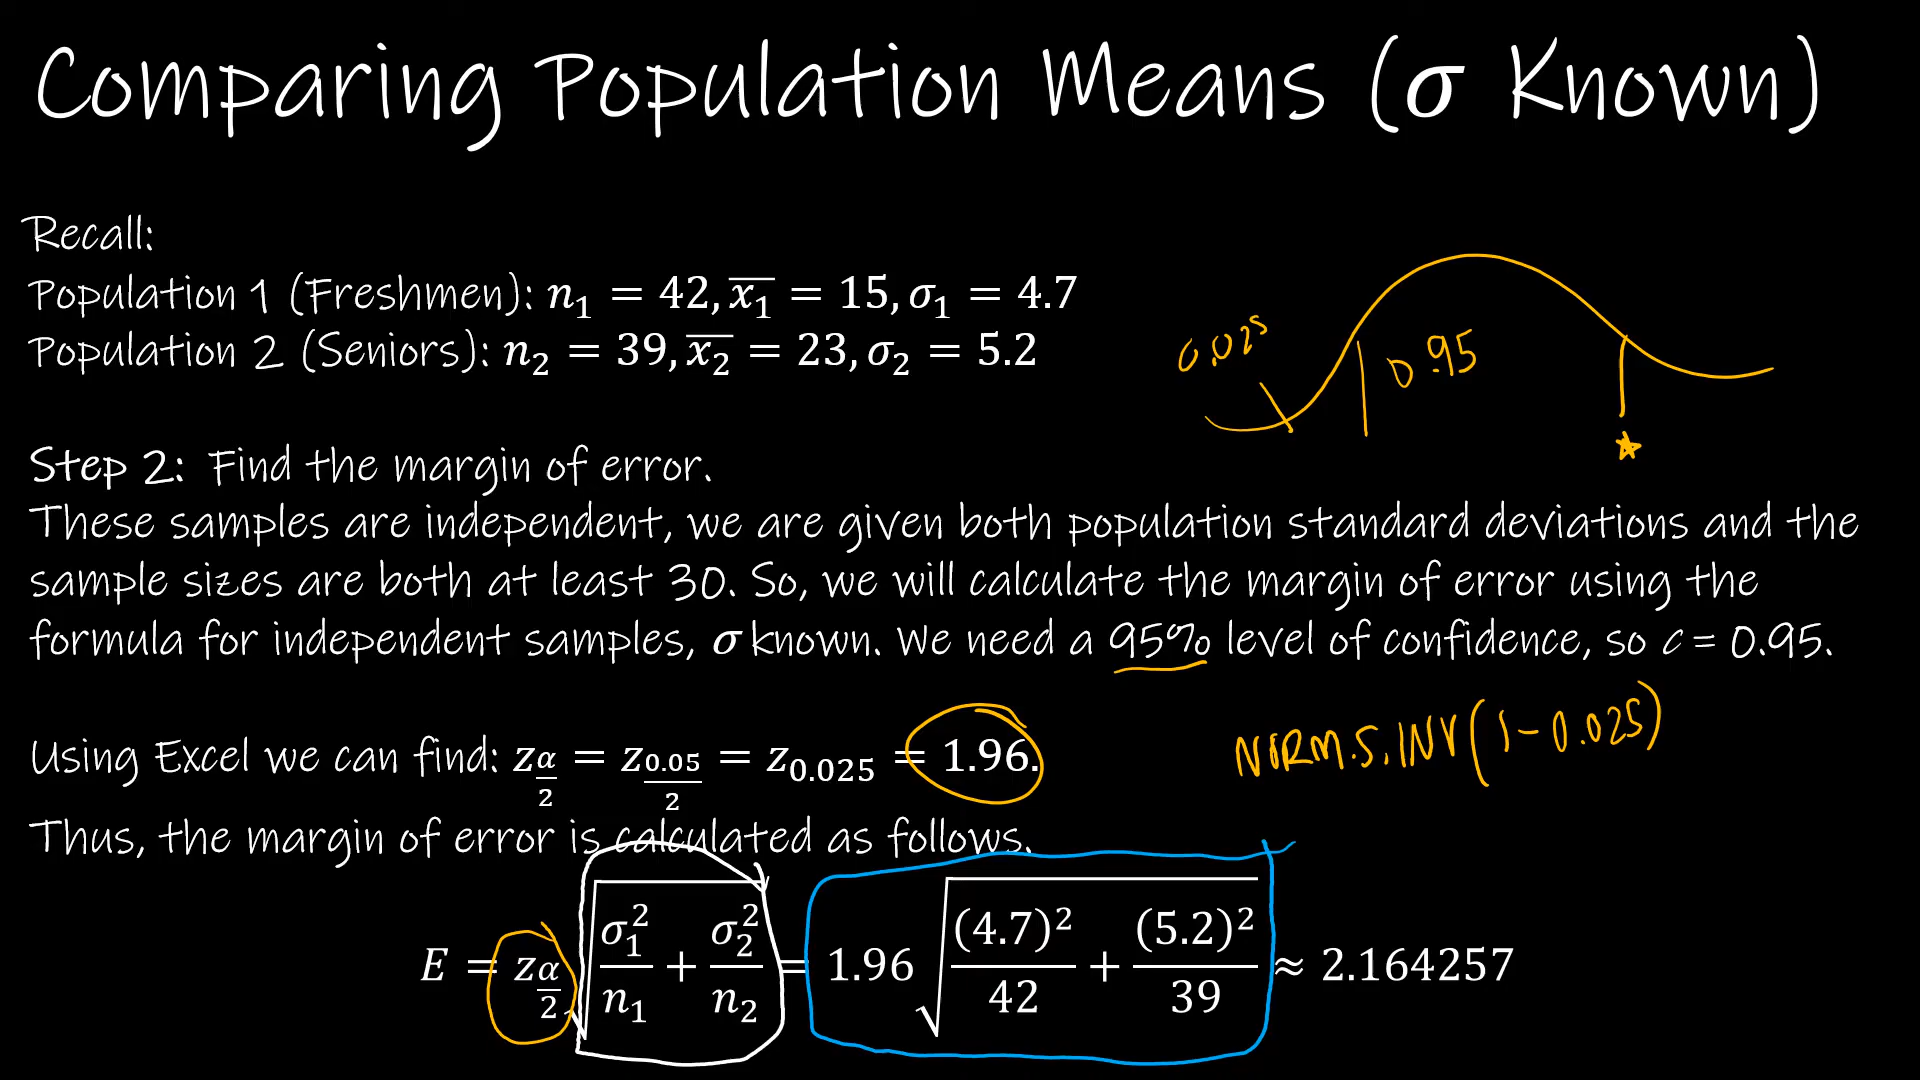 Comparing Population Means (σ Known)
Recall:
Population 1 (Freshmen): n₁ = 42, x̄₁ = 15, σ₁ = 4.7
Population 2 (Seniors): n₂ = 39, x̄₂ = 23, σ₂ = 5.2
0.025
0.95
Step 2: Find the margin of error.
These samples are independent, we are given both population standard deviations and the
sample sizes are both at least 30. So, we will calculate the margin of error using the
formula for independent samples, σ known. We need a 95% level of confidence, so c = 0.95.
NORM.S.INV(1-0.025)
Using Excel we can find: z_(α/2) = z_(0.05/2) = z_0.025 = 1.96.
Thus, the margin of error is calculated as follows.
E = z_(α/2) √(σ₁²/n₁ + σ₂²/n₂) = 1.96 √((4.7)²/42 + (5.2)²/39) ≈ 2.164257